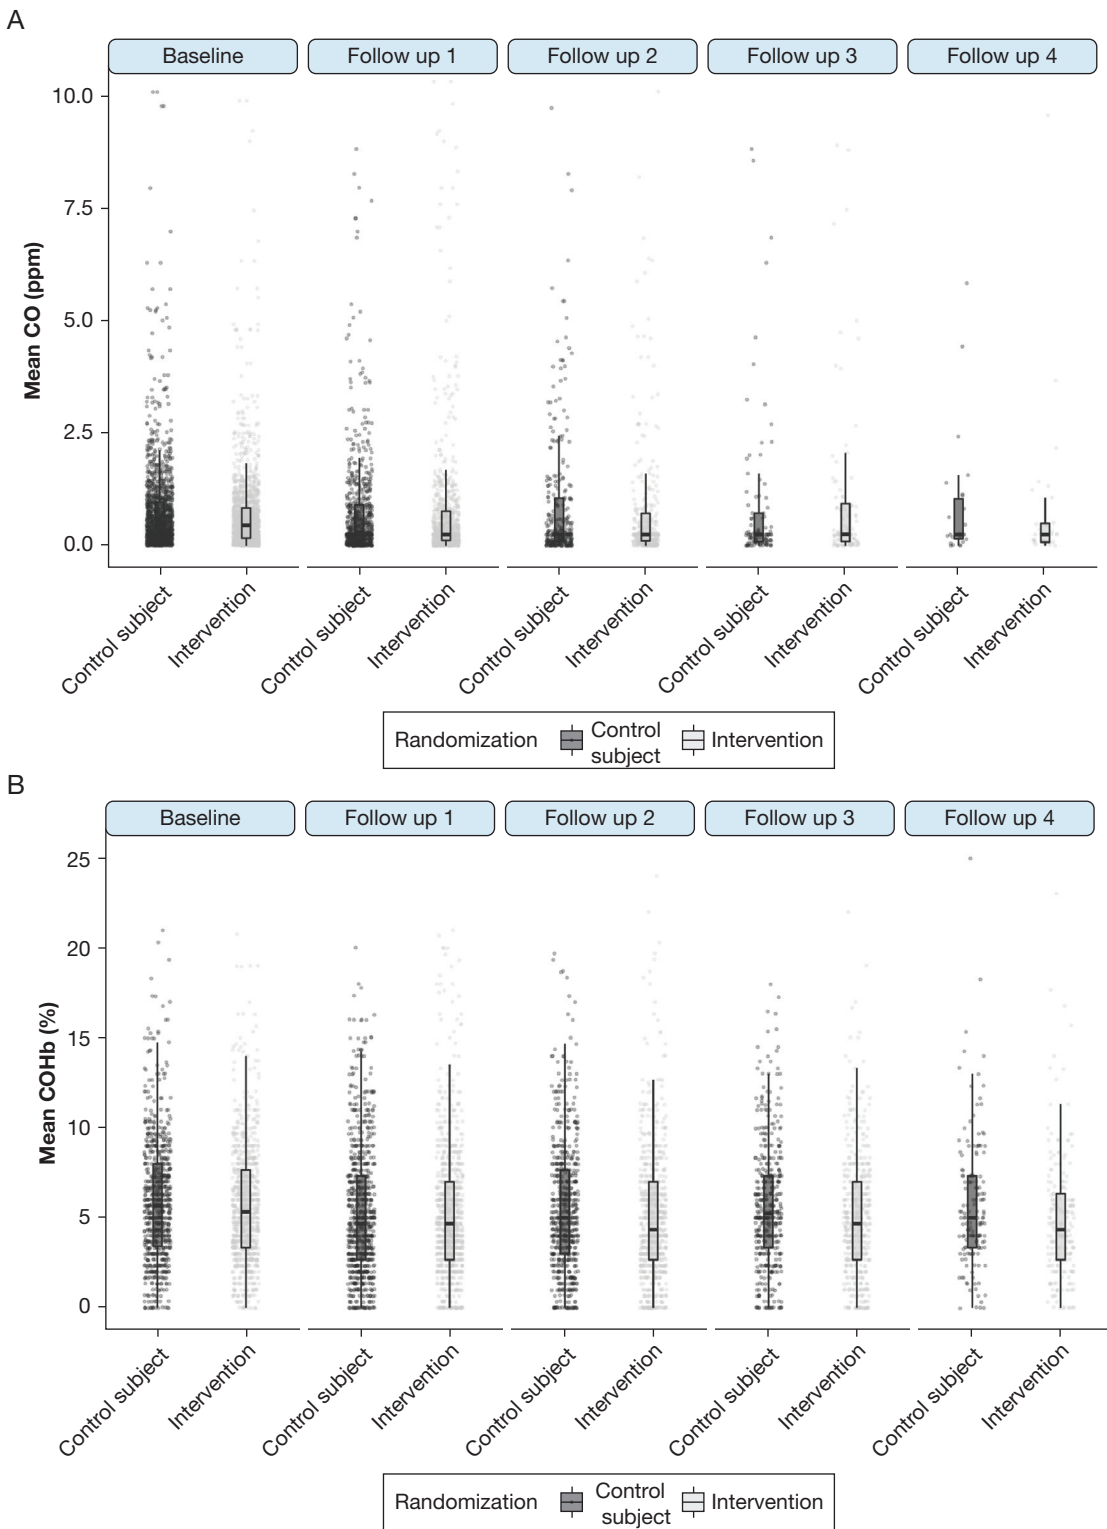 A
Baseline Follow up 1 Follow up 2 Follow up 3 Follow up 4
Mean CO (ppm)
10.0
7.5
5.0
2.5
0.0
Control subject Intervention Control subject Intervention Control subject Intervention Control subject Intervention Control subject Intervention
Randomization Control subject Intervention
B
Baseline Follow up 1 Follow up 2 Follow up 3 Follow up 4
Mean COHb (%)
25
20
15
10
5
0
Control subject Intervention Control subject Intervention Control subject Intervention Control subject Intervention Control subject Intervention
Randomization Control subject Intervention